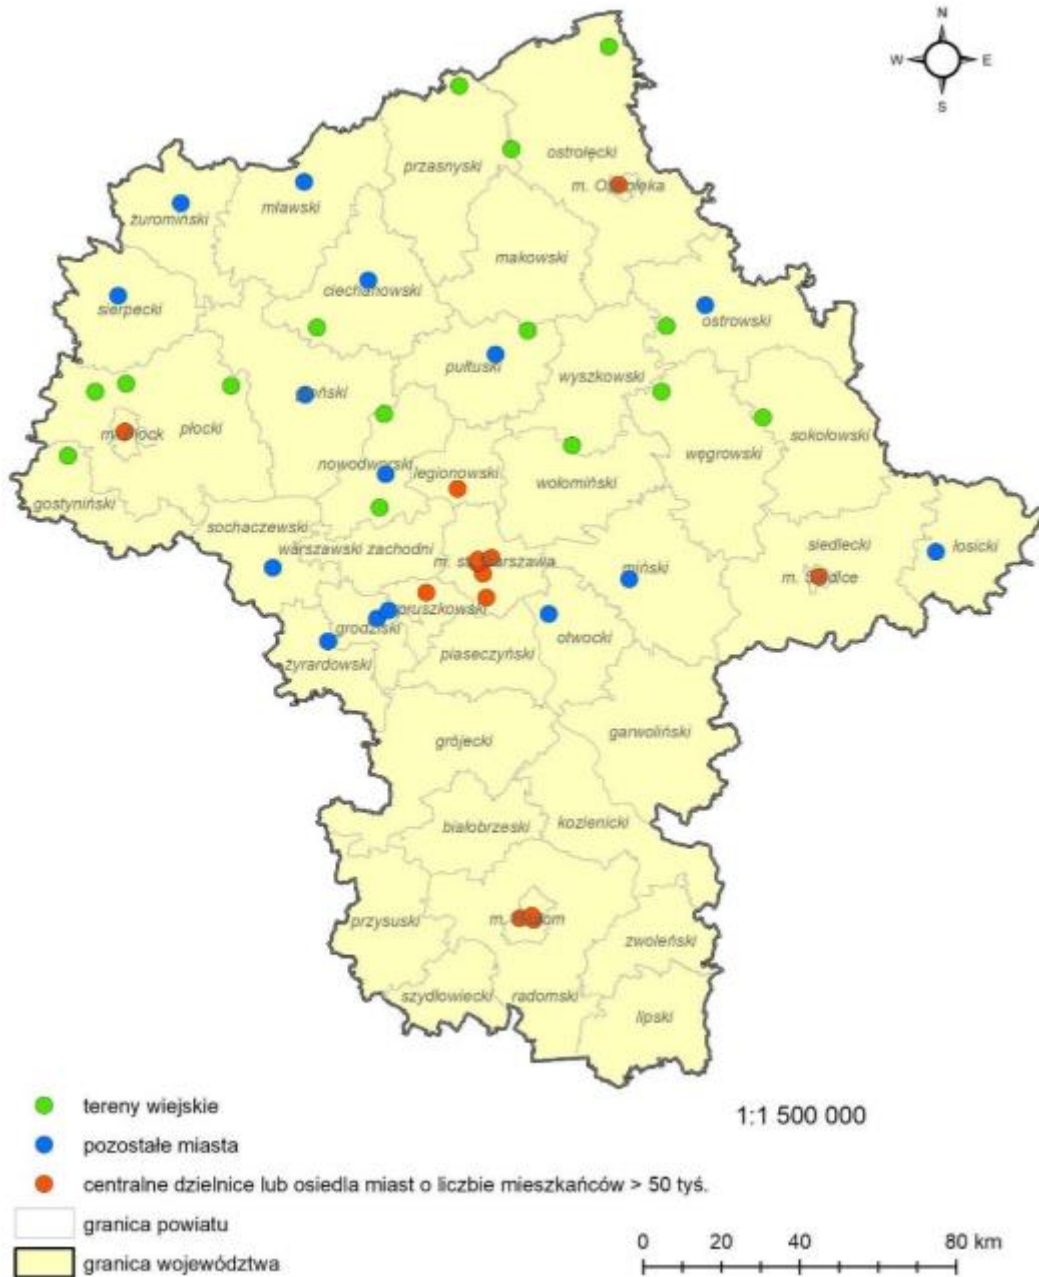 N
W E
S
ostrołęcki
przasnyski
m. Ostrołęka
mławski
żuromiński
makowski
ciechanowski
sierpecki
ostrowski
pułtuski
wyszkowski
płoński
płocki
m. Płock
sokołowski
węgrowski
nowodworski
legionowski
wołomiński
gostyniński
sochaczewski
warszawski zachodni
m. st. Warszawa
siedlecki
łosicki
miński
m. Siedlce
pruszkowski
grodziski
otwocki
piaseczyński
żyrardowski
garwoliński
grójecki
białobrzeski
kozienicki
przysuski
m. Radom
zwoleński
szydłowiecki
radomski
lipski
tereny wiejskie
1:1 500 000
pozostałe miasta
centralne dzielnice lub osiedla miast o liczbie mieszkańców > 50 tyś.
granica powiatu
granica województwa
0 20 40 80 km